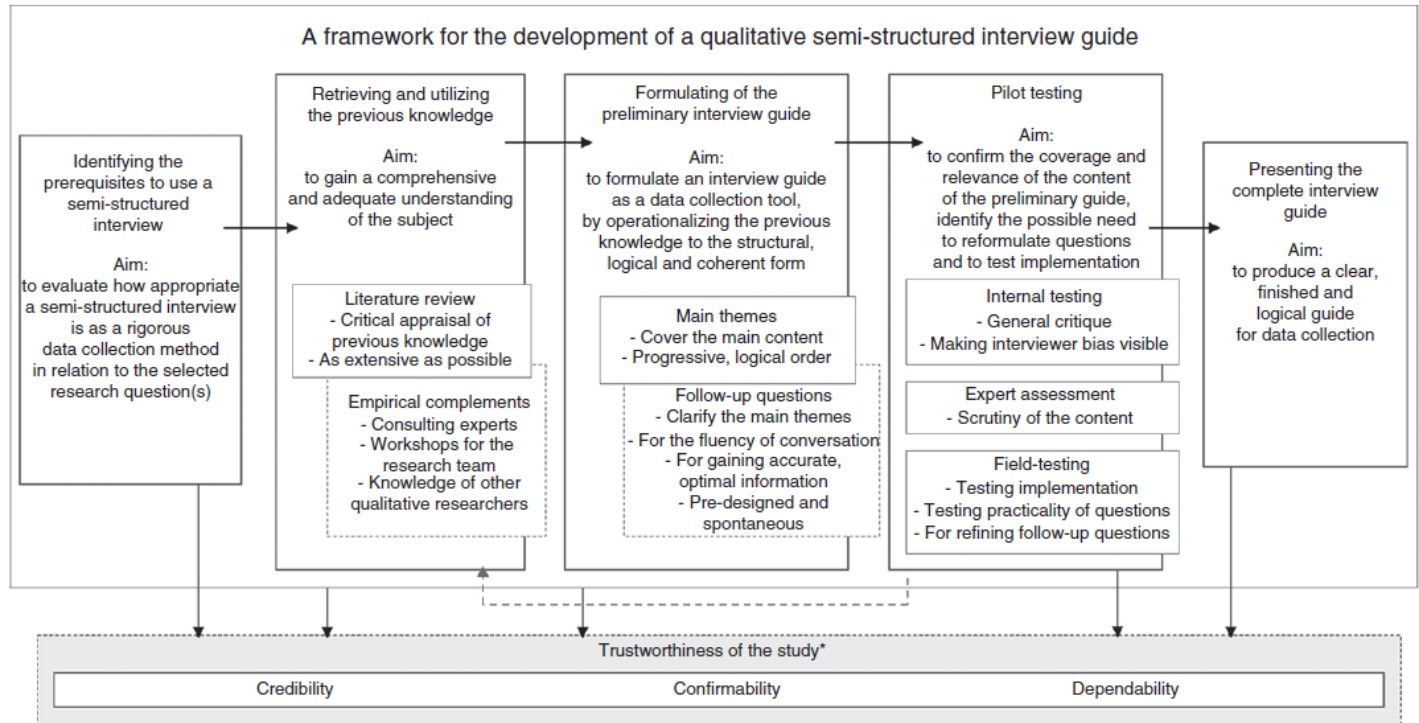 A framework for the development of a qualitative semi-structured interview guide
Identifying the
prerequisites to use a
semi-structured
interview
Aim:
to evaluate how appropriate
a semi-structured interview
is as a rigorous
data collection method
in relation to the selected
research question(s)
Retrieving and utilizing
the previous knowledge
Aim:
to gain a comprehensive
and adequate understanding
of the subject
Literature review
- Critical appraisal of
previous knowledge
- As extensive as possible
Empirical complements
- Consulting experts
- Workshops for the
research team
- Knowledge of other
qualitative researchers
Formulating of the
preliminary interview guide
Aim:
to formulate an interview guide
as a data collection tool,
by operationalizing the previous
knowledge to the structural,
logical and coherent form
Main themes
- Cover the main content
- Progressive, logical order
Follow-up questions
- Clarify the main themes
- For the fluency of conversation
- For gaining accurate,
optimal information
- Pre-designed and
spontaneous
Pilot testing
Aim:
to confirm the coverage and
relevance of the content
of the preliminary guide,
identify the possible need
to reformulate questions
and to test implementation
Internal testing
- General critique
- Making interviewer bias visible
Expert assessment
- Scrutiny of the content
Field-testing
- Testing implementation
- Testing practicality of questions
- For refining follow-up questions
Presenting the
complete interview
guide
Aim:
to produce a clear,
finished and
logical guide
for data collection
Trustworthiness of the study*
Credibility Confirmability Dependability